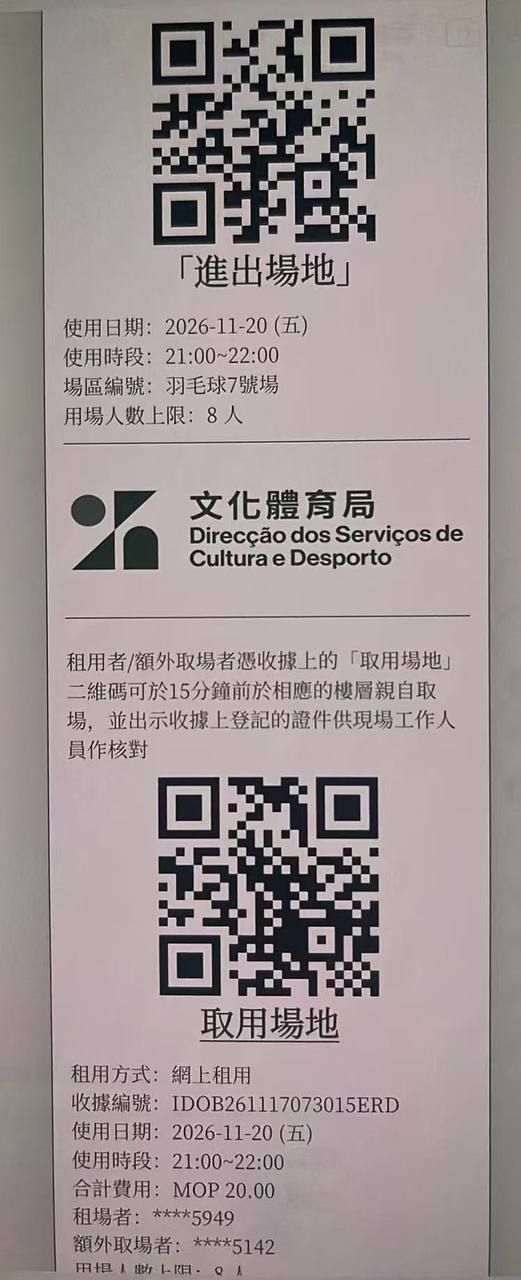 「進出場地」
使用日期：2026-11-20 (五)
使用時段：21:00~22:00
場區編號：羽毛球7號場
用場人數上限：8 人
文化體育局
Direcção dos Serviços de
Cultura e Desporto
租用者/額外取場者憑收據上的「取用場地」
二維碼可於15分鐘前於相應的樓層親自取
場，並出示收據上登記的證件供現場工作人
員作核對
取用場地
租用方式：網上租用
收據編號：IDOB261117073015ERD
使用日期：2026-11-20 (五)
使用時段：21:00~22:00
合計費用：MOP 20.00
租場者：****5949
額外取場者：****5142
用場人數上限：8 人